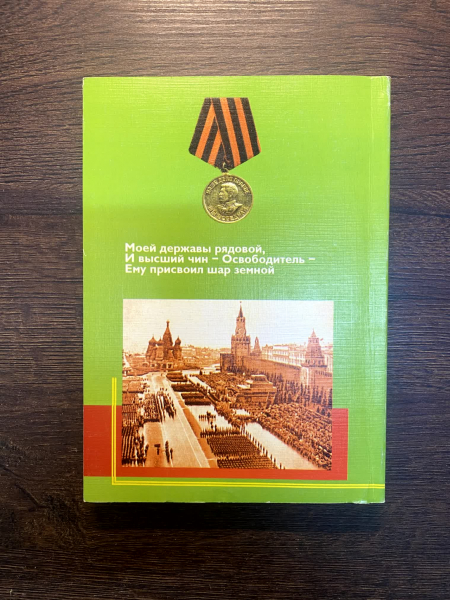 Моей державы рядовой,
И высший чин – Освободитель –
Ему присвоил шар земной